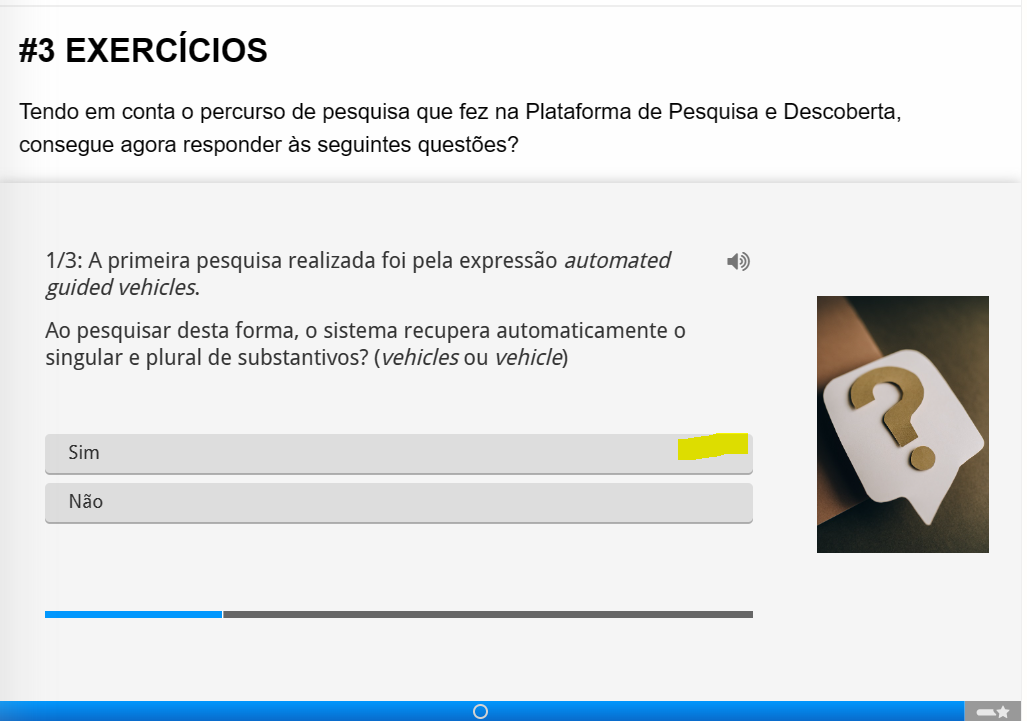 #3 EXERCÍCIOS
Tendo em conta o percurso de pesquisa que fez na Plataforma de Pesquisa e Descoberta,
consegue agora responder às seguintes questões?
1/3: A primeira pesquisa realizada foi pela expressão automated
guided vehicles.
Ao pesquisar desta forma, o sistema recupera automaticamente o
singular e plural de substantivos? (vehicles ou vehicle)
?
Sim
Não